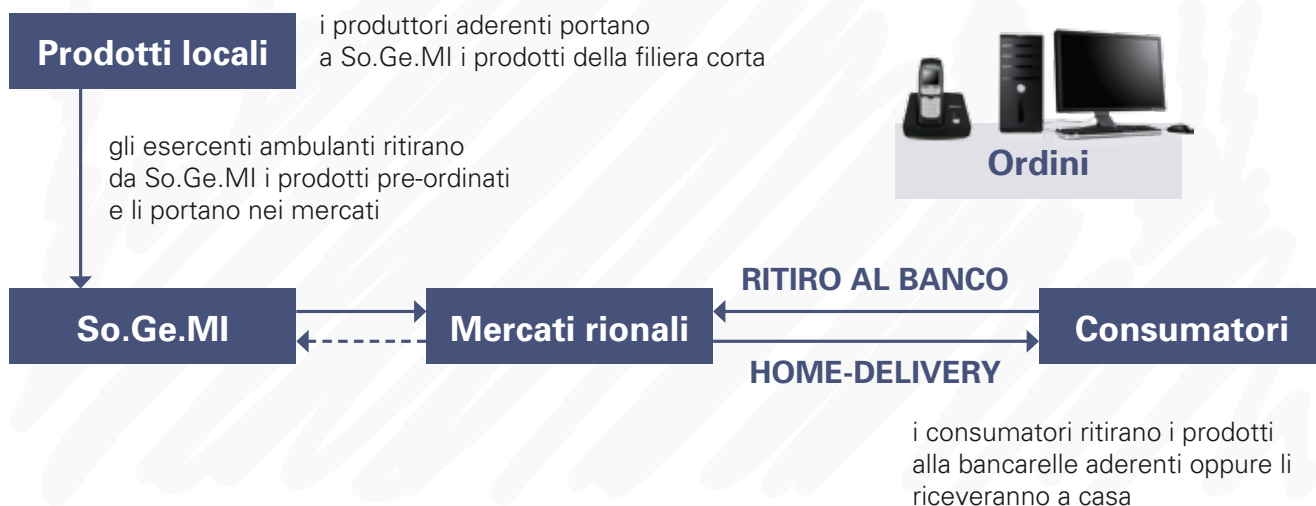 Prodotti locali
i produttori aderenti portano
a So.Ge.MI i prodotti della filiera corta
gli esercenti ambulanti ritirano
da So.Ge.MI i prodotti pre-ordinati
e li portano nei mercati
Ordini
So.Ge.MI
Mercati rionali
RITIRO AL BANCO
HOME-DELIVERY
Consumatori
i consumatori ritirano i prodotti
alla bancarelle aderenti oppure li
riceveranno a casa